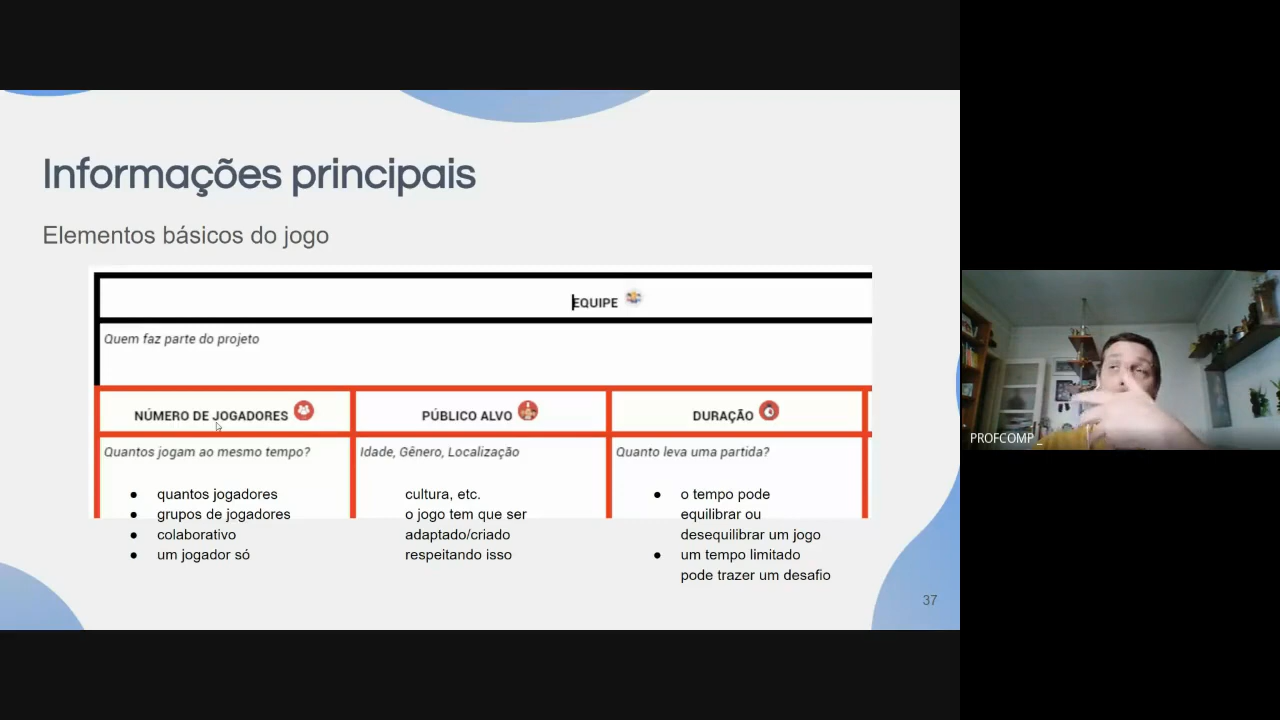 Informações principais
Elementos básicos do jogo
EQUIPE
Quem faz parte do projeto
NÚMERO DE JOGADORES
PÚBLICO ALVO
DURAÇÃO
Quantos jogam ao mesmo tempo?
Idade, Gênero, Localização
Quanto leva uma partida?
● quantos jogadores
● grupos de jogadores
● colaborativo
● um jogador só
cultura, etc.
o jogo tem que ser
adaptado/criado
respeitando isso
● o tempo pode
equilibrar ou
desequilibrar um jogo
● um tempo limitado
pode trazer um desafio
37
PROFCOMP _